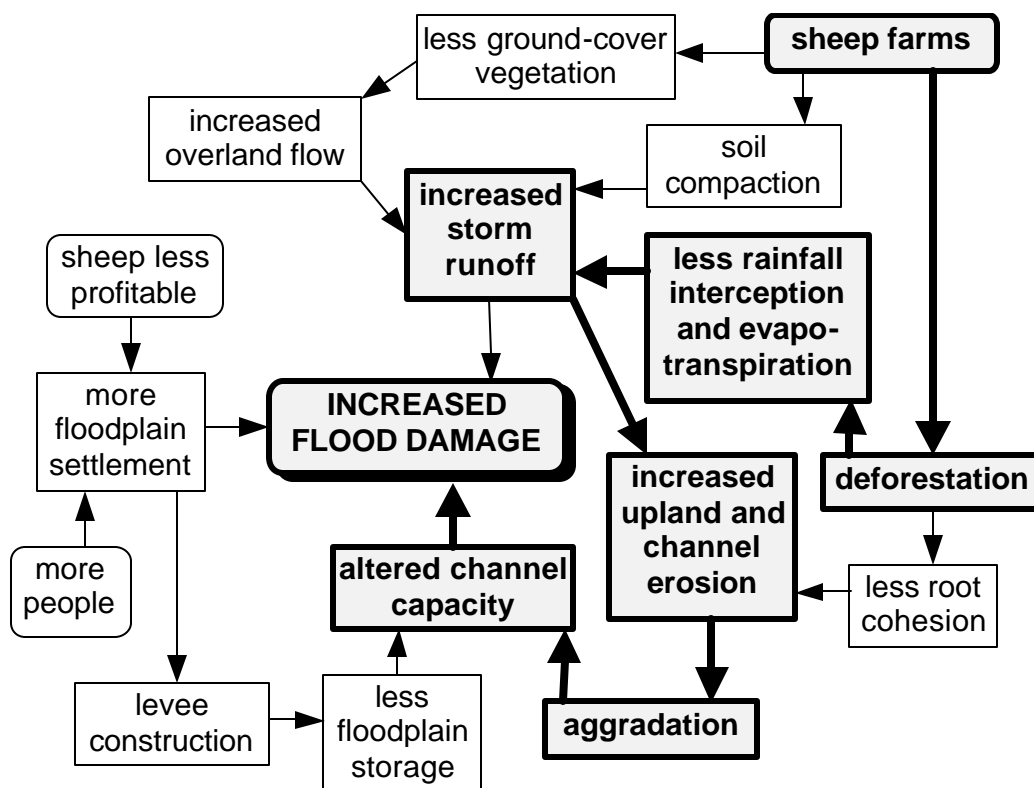 less ground-cover
vegetation
sheep farms
increased
overland flow
soil
compaction
increased
storm
runoff
sheep less
profitable
less rainfall
interception
and evapo-
transpiration
more
floodplain
settlement
INCREASED
FLOOD DAMAGE
increased
upland and
channel
erosion
deforestation
more
people
altered channel
capacity
less root
cohesion
levee
construction
less
floodplain
storage
aggradation